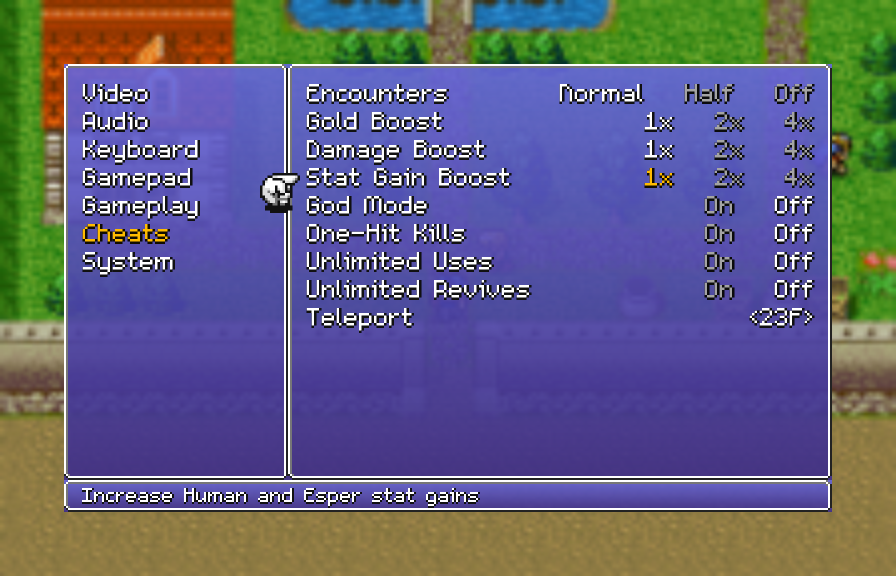 Video
Audio
Keyboard
Gamepad
Gameplay
Cheats
System
Encounters Normal Half Off
Gold Boost 1x 2x 4x
Damage Boost 1x 2x 4x
Stat Gain Boost 1x 2x 4x
God Mode On Off
One-Hit Kills On Off
Unlimited Uses On Off
Unlimited Revives On Off
Teleport <23F>
Increase Human and Esper stat gains